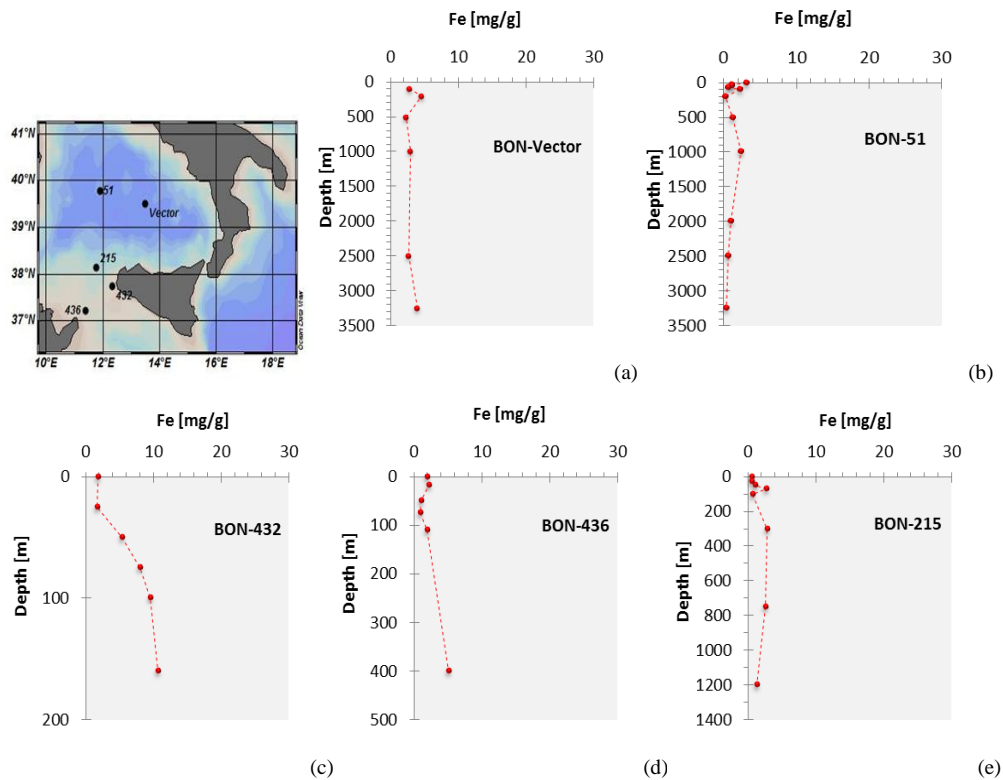 41°N
40°N
39°N
38°N
37°N
51
Vector
215
432
436
10°E 12°E 14°E 16°E 18°E
Ocean Data View
Fe [mg/g]
0 10 20 30
0
500
1000
1500
2000
2500
3000
3500
Depth [m]
BON-Vector
(a)
Fe [mg/g]
0 10 20 30
0
500
1000
1500
2000
2500
3000
3500
Depth [m]
BON-51
(b)
Fe [mg/g]
0 10 20 30
0
100
200
Depth [m]
BON-432
(c)
Fe [mg/g]
0 10 20 30
0
100
200
300
400
500
Depth [m]
BON-436
(d)
Fe [mg/g]
0 10 20 30
0
200
400
600
800
1000
1200
1400
Depth [m]
BON-215
(e)